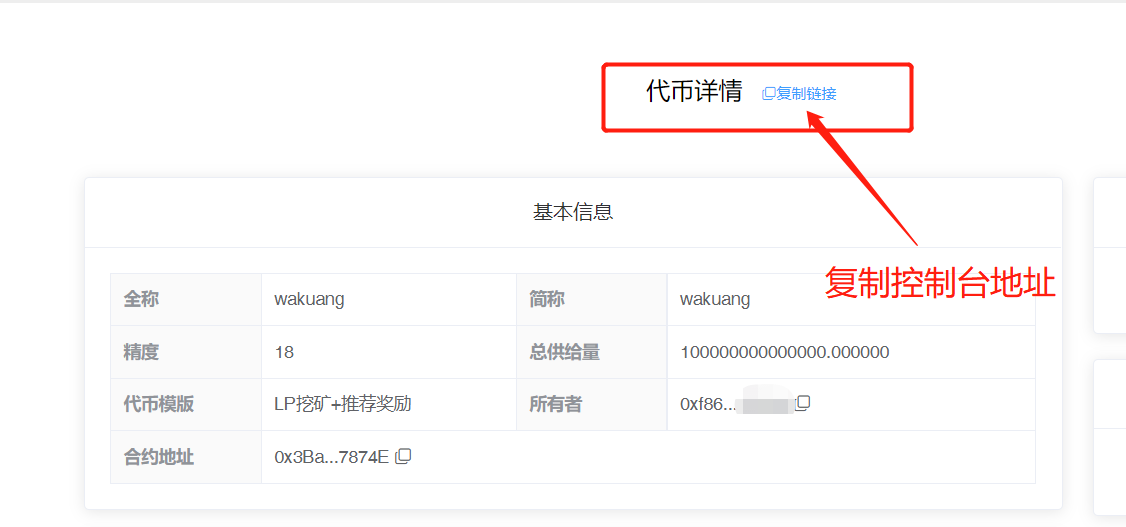 代币详情 复制链接
基本信息
复制控制台地址
全称 wakuang 简称 wakuang
精度 18 总供给量 100000000000000.000000
代币模版 LP挖矿+推荐奖励 所有者 0xf86...
合约地址 0x3Ba...7874E